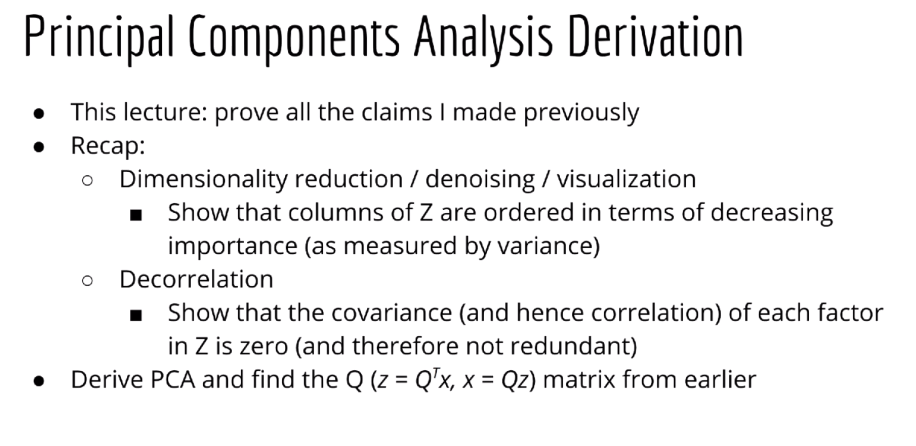 Principal Components Analysis Derivation
● This lecture: prove all the claims I made previously
● Recap:
○ Dimensionality reduction / denoising / visualization
■ Show that columns of Z are ordered in terms of decreasing
importance (as measured by variance)
○ Decorrelation
■ Show that the covariance (and hence correlation) of each factor
in Z is zero (and therefore not redundant)
● Derive PCA and find the Q (z = Qᵀx, x = Qz) matrix from earlier